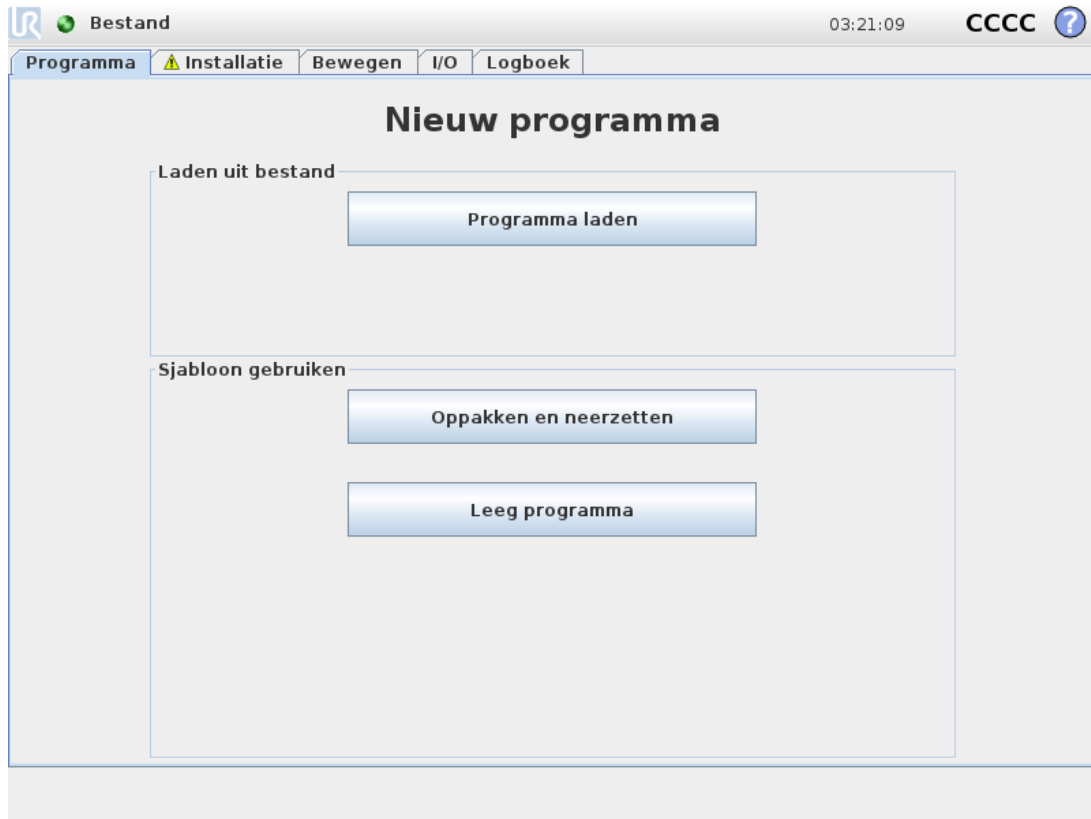 UR Bestand 03:21:09 CCCC ?
Programma Installatie Bewegen I/O Logboek
Nieuw programma
Laden uit bestand
Programma laden
Sjabloon gebruiken
Oppakken en neerzetten
Leeg programma